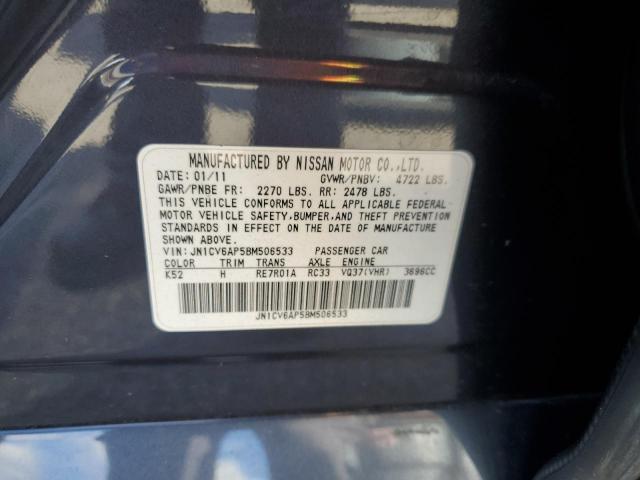 MANUFACTURED BY NISSAN MOTOR CO.,LTD.
DATE: 01/11 GVWR/PNBV: 4722 LBS.
GAWR/PNBE FR: 2270 LBS. RR: 2478 LBS.
THIS VEHICLE CONFORMS TO ALL APPLICABLE FEDERAL
MOTOR VEHICLE SAFETY, BUMPER, AND THEFT PREVENTION
STANDARDS IN EFFECT ON THE DATE OF MANUFACTURE
SHOWN ABOVE.
VIN: JN1CV6AP5BM506533 PASSENGER CAR
COLOR TRIM TRANS AXLE ENGINE
K52 H RE7R01A RC33 VQ37(VHR) 3696CC
JN1CV6AP5BM506533